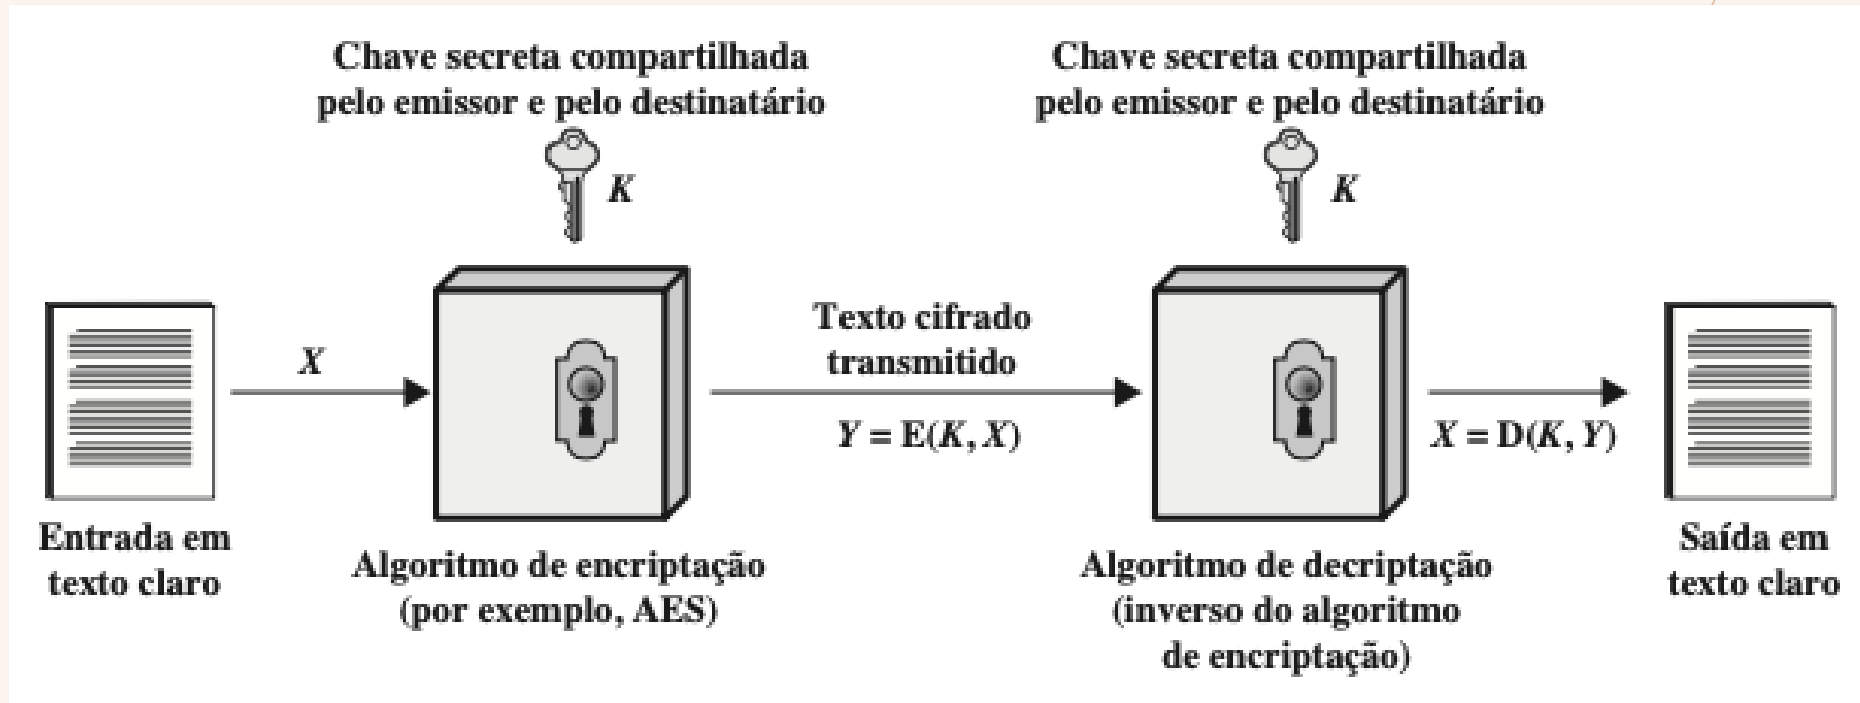 Chave secreta compartilhada
pelo emissor e pelo destinatário
K
Chave secreta compartilhada
pelo emissor e pelo destinatário
K
X
Texto cifrado
transmitido
Y = E(K, X)
X = D(K, Y)
Entrada em
texto claro
Algoritmo de encriptação
(por exemplo, AES)
Algoritmo de decriptação
(inverso do algoritmo
de encriptação)
Saída em
texto claro